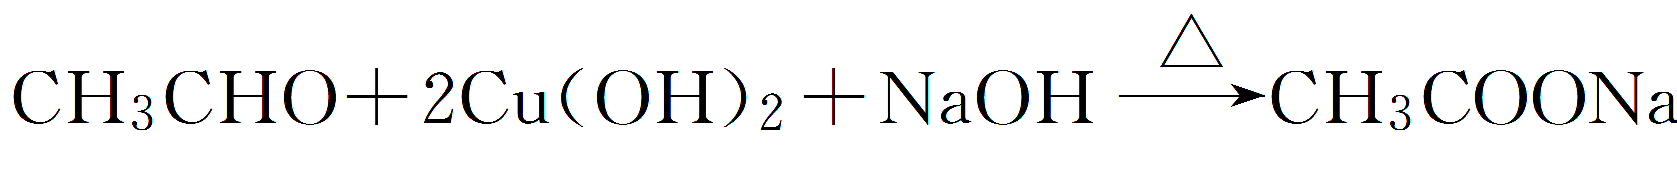 CH₃CHO+2Cu(OH)₂+NaOH △→ CH₃COONa